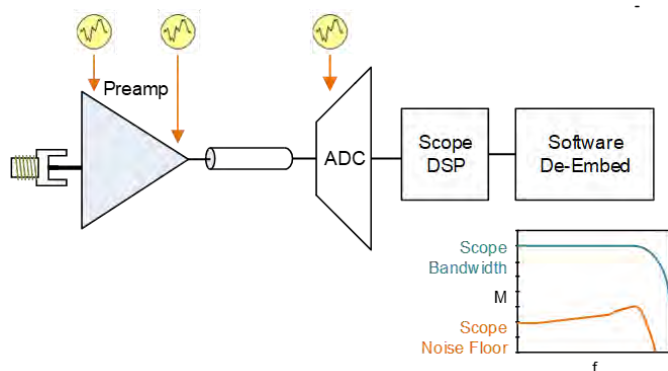 Preamp
ADC
Scope
DSP
Software
De-Embed
Scope
Bandwidth
M
Scope
Noise Floor
f